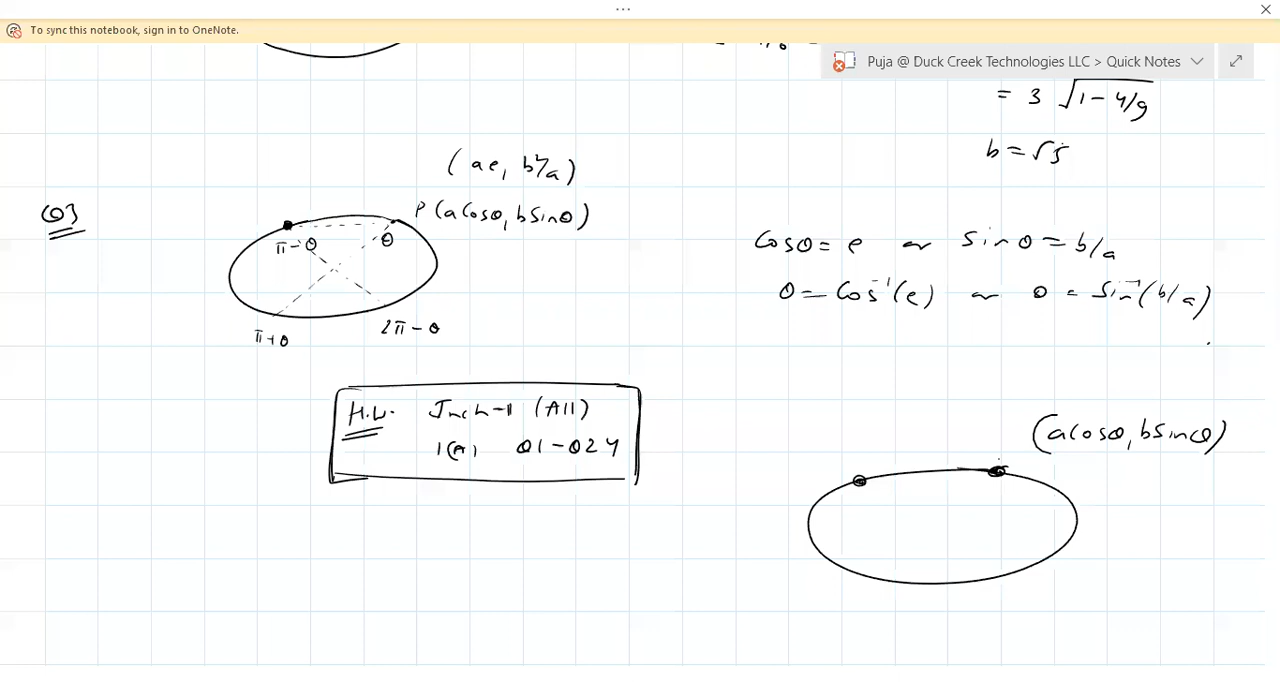 To sync this notebook, sign in to OneNote.
Puja @ Duck Creek Technologies LLC > Quick Notes
= 3 √1 - 4/9
b = √5
Q3
(ae, b²/a)
P (a cosθ, b sinθ)
π-θ
θ
π+θ
2π-θ
cosθ = e or sinθ = b/a
θ = cos⁻¹(e) or θ = sin⁻¹(b/a)
H.W.
(All)
Q1-Q24
(a cosθ, b sinθ)